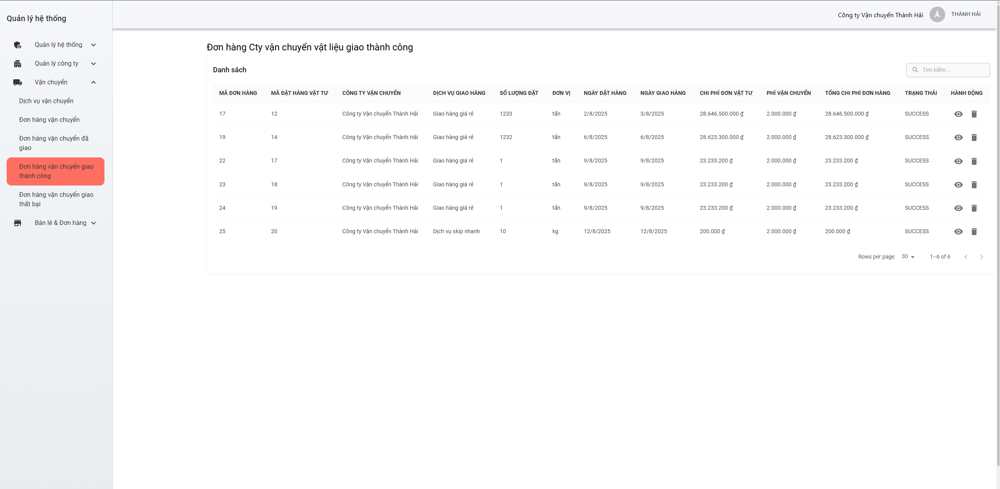 Quản lý hệ thống
Công ty Vận chuyển Thành Hải
Á
THÀNH HẢI
Quản lý hệ thống
Quản lý công ty
Vận chuyển
Dịch vụ vận chuyển
Đơn hàng vận chuyển
Đơn hàng vận chuyển đã
giao
Đơn hàng vận chuyển giao
thành công
Đơn hàng vận chuyển giao
thất bại
Bán lẻ & Đơn hàng
Đơn hàng Cty vận chuyển vật liệu giao thành công
Danh sách
Tìm kiếm...
MÃ ĐƠN HÀNG MÃ ĐẶT HÀNG VẬT TƯ CÔNG TY VẬN CHUYỂN DỊCH VỤ GIAO HÀNG SỐ LƯỢNG ĐẶT ĐƠN VỊ NGÀY ĐẶT HÀNG NGÀY GIAO HÀNG CHI PHÍ ĐƠN VẬT TƯ PHÍ VẬN CHUYỂN TỔNG CHI PHÍ ĐƠN HÀNG TRẠNG THÁI HÀNH ĐỘNG
17 12 Công ty Vận chuyển Thành Hải Giao hàng giá rẻ 1233 tấn 2/8/2025 3/8/2025 28.646.500.000 ₫ 2.000.000 ₫ 28.646.500.000 ₫ SUCCESS
19 14 Công ty Vận chuyển Thành Hải Giao hàng giá rẻ 1232 tấn 6/8/2025 6/8/2025 28.623.300.000 ₫ 2.000.000 ₫ 28.623.300.000 ₫ SUCCESS
22 17 Công ty Vận chuyển Thành Hải Giao hàng giá rẻ 1 tấn 9/8/2025 9/8/2025 23.233.200 ₫ 2.000.000 ₫ 23.233.200 ₫ SUCCESS
23 18 Công ty Vận chuyển Thành Hải Giao hàng giá rẻ 1 tấn 9/8/2025 9/8/2025 23.233.200 ₫ 2.000.000 ₫ 23.233.200 ₫ SUCCESS
24 19 Công ty Vận chuyển Thành Hải Giao hàng giá rẻ 1 tấn 9/8/2025 9/8/2025 23.233.200 ₫ 2.000.000 ₫ 23.233.200 ₫ SUCCESS
25 20 Công ty Vận chuyển Thành Hải Dịch vụ skip nhanh 10 kg 12/8/2025 12/8/2025 200.000 ₫ 2.000.000 ₫ 200.000 ₫ SUCCESS
Rows per page: 30 1–6 of 6